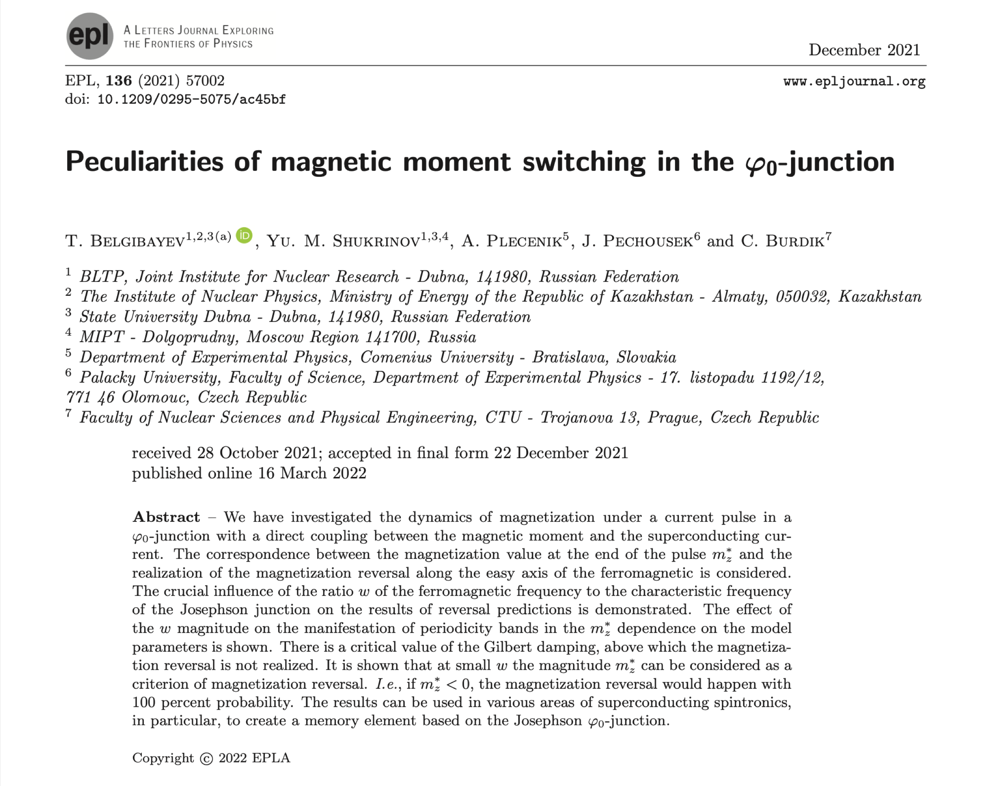 epl
A LETTERS JOURNAL EXPLORING
THE FRONTIERS OF PHYSICS
December 2021
EPL, 136 (2021) 57002
www.epljournal.org
doi: 10.1209/0295-5075/ac45bf
Peculiarities of magnetic moment switching in the φ₀-junction
T. BELGIBAYEV¹,²,³⁽ᵃ⁾ iD, YU. M. SHUKRINOV¹,³,⁴, A. PLECENIK⁵, J. PECHOUSEK⁶ and C. BURDIK⁷
¹ BLTP, Joint Institute for Nuclear Research - Dubna, 141980, Russian Federation
² The Institute of Nuclear Physics, Ministry of Energy of the Republic of Kazakhstan - Almaty, 050032, Kazakhstan
³ State University Dubna - Dubna, 141980, Russian Federation
⁴ MIPT - Dolgoprudny, Moscow Region 141700, Russia
⁵ Department of Experimental Physics, Comenius University - Bratislava, Slovakia
⁶ Palacky University, Faculty of Science, Department of Experimental Physics - 17. listopadu 1192/12,
771 46 Olomouc, Czech Republic
⁷ Faculty of Nuclear Sciences and Physical Engineering, CTU - Trojanova 13, Prague, Czech Republic
received 28 October 2021; accepted in final form 22 December 2021
published online 16 March 2022
Abstract – We have investigated the dynamics of magnetization under a current pulse in a
φ₀-junction with a direct coupling between the magnetic moment and the superconducting cur-
rent. The correspondence between the magnetization value at the end of the pulse m_z^* and the
realization of the magnetization reversal along the easy axis of the ferromagnetic is considered.
The crucial influence of the ratio w of the ferromagnetic frequency to the characteristic frequency
of the Josephson junction on the results of reversal predictions is demonstrated. The effect of
the w magnitude on the manifestation of periodicity bands in the m_z^* dependence on the model
parameters is shown. There is a critical value of the Gilbert damping, above which the magnetiza-
tion reversal is not realized. It is shown that at small w the magnitude m_z^* can be considered as a
criterion of magnetization reversal. I.e., if m_z^* < 0, the magnetization reversal would happen with
100 percent probability. The results can be used in various areas of superconducting spintronics,
in particular, to create a memory element based on the Josephson φ₀-junction.
Copyright © 2022 EPLA